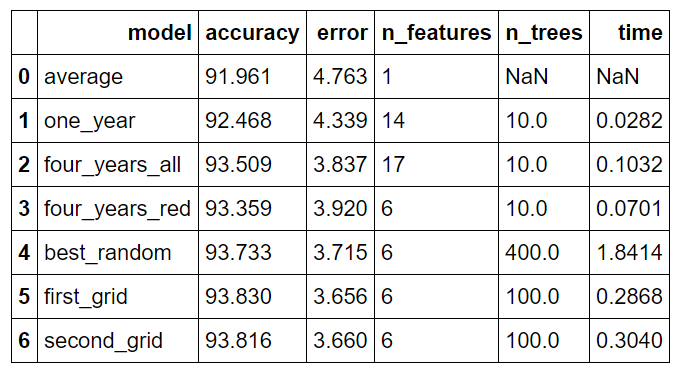 model accuracy error n_features n_trees time
0 average 91.961 4.763 1 NaN NaN
1 one_year 92.468 4.339 14 10.0 0.0282
2 four_years_all 93.509 3.837 17 10.0 0.1032
3 four_years_red 93.359 3.920 6 10.0 0.0701
4 best_random 93.733 3.715 6 400.0 1.8414
5 first_grid 93.830 3.656 6 100.0 0.2868
6 second_grid 93.816 3.660 6 100.0 0.3040